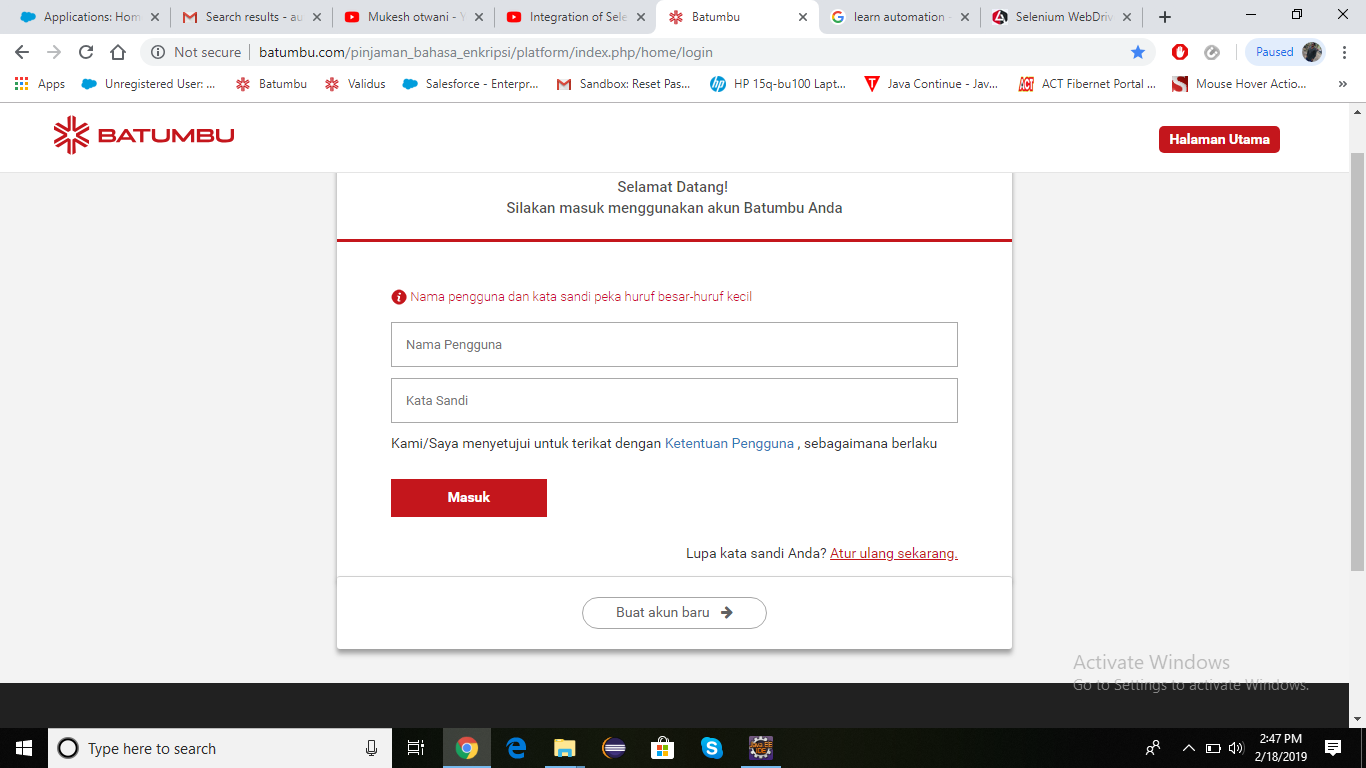 Applications: Hom
Search results - au
Mukesh otwani - Y
Integration of Sele
Batumbu
learn automation
Selenium WebDriv
Not secure
batumbu.com/pinjaman_bahasa_enkripsi/platform/index.php/home/login
Paused
Apps
Unregistered User: ...
Batumbu
Validus
Salesforce - Enterpr...
Sandbox: Reset Pas...
HP 15q-bu100 Lapt...
Java Continue - Jav...
ACT Fibernet Portal ...
Mouse Hover Actio...
BATUMBU
Halaman Utama
Selamat Datang!
Silakan masuk menggunakan akun Batumbu Anda
Nama pengguna dan kata sandi peka huruf besar-huruf kecil
Nama Pengguna
Kata Sandi
Kami/Saya menyetujui untuk terikat dengan Ketentuan Pengguna , sebagaimana berlaku
Masuk
Lupa kata sandi Anda? Atur ulang sekarang.
Buat akun baru
Activate Windows
Go to Settings to activate Windows.
Type here to search
2:47 PM
2/18/2019